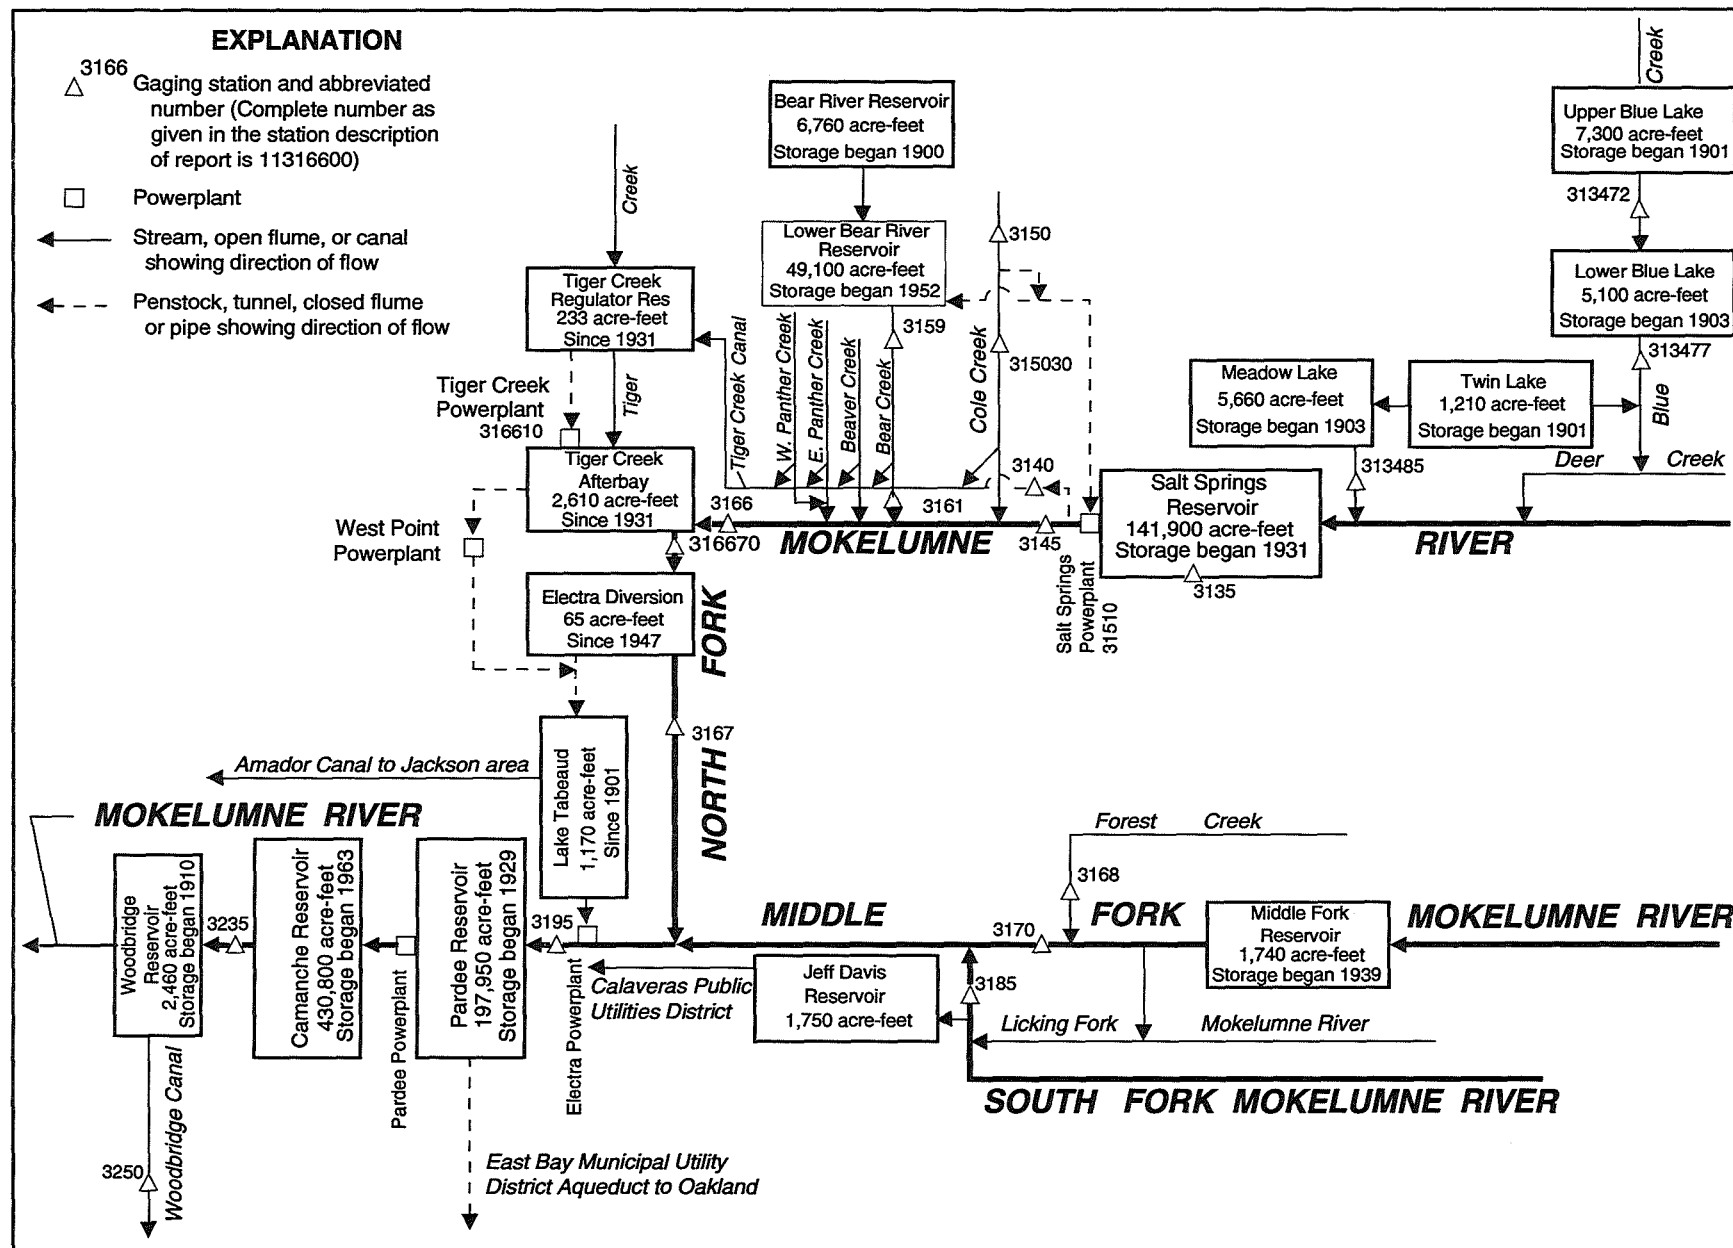 EXPLANATION
3166
Gaging station and abbreviated
number (Complete number as
given in the station description
of report is 11316600)
Powerplant
Stream, open flume, or canal
showing direction of flow
Penstock, tunnel, closed flume
or pipe showing direction of flow
Creek
Tiger Creek
Regulator Res
233 acre-feet
Since 1931
Tiger Creek
Powerplant
316610
Tiger
Tiger Creek
Afterbay
2,610 acre-feet
Since 1931
West Point
Powerplant
316670
Electra Diversion
65 acre-feet
Since 1947
Bear River Reservoir
6,760 acre-feet
Storage began 1900
Lower Bear River
Reservoir
49,100 acre-feet
Storage began 1952
3159
3150
315030
Tiger Creek Canal
W. Panther Creek
E. Panther Creek
Beaver Creek
Bear Creek
Cole Creek
3140
3166
3161
3145
MOKELUMNE
RIVER
Salt Springs
Powerplant
31510
Salt Springs
Reservoir
141,900 acre-feet
Storage began 1931
3135
Creek
Upper Blue Lake
7,300 acre-feet
Storage began 1901
313472
Lower Blue Lake
5,100 acre-feet
Storage began 1903
313477
Blue
Meadow Lake
5,660 acre-feet
Storage began 1903
Twin Lake
1,210 acre-feet
Storage began 1901
313485
Deer Creek
FORK
NORTH
3167
Lake Tabeaud
1,170 acre-feet
Since 1901
Amador Canal to Jackson area
MOKELUMNE RIVER
Woodbridge
Reservoir
2,460 acre-feet
Storage began 1910
3235
Camanche Reservoir
430,800 acre-feet
Storage began 1963
Pardee Powerplant
Pardee Reservoir
197,950 acre-feet
Storage began 1929
3195
Electra Powerplant
MIDDLE
FORK
MOKELUMNE RIVER
Forest Creek
3168
3170
Middle Fork
Reservoir
1,740 acre-feet
Storage began 1939
Calaveras Public
Utilities District
Jeff Davis
Reservoir
1,750 acre-feet
3185
Licking Fork Mokelumne River
SOUTH FORK MOKELUMNE RIVER
Woodbridge Canal
3250
East Bay Municipal Utility
District Aqueduct to Oakland